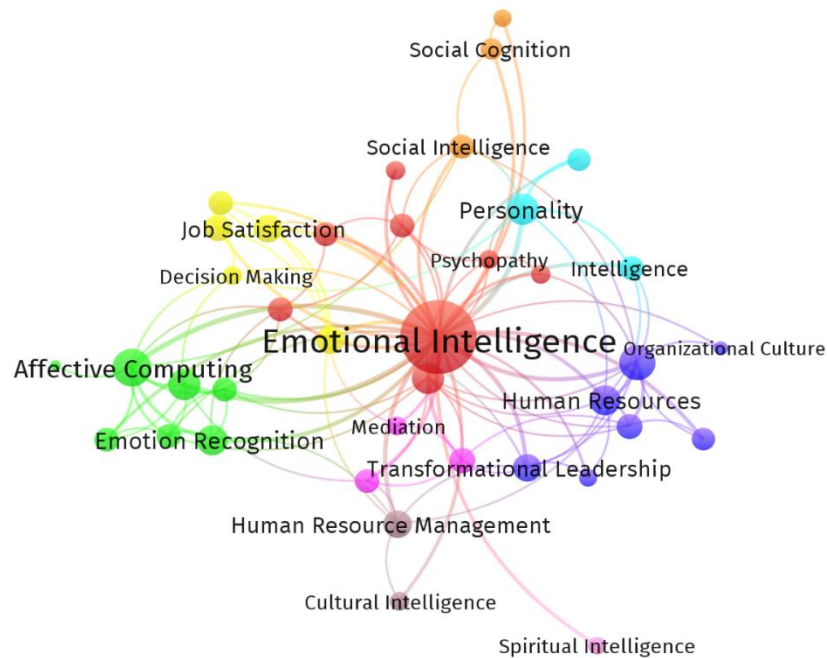 Social Cognition
Social Intelligence
Personality
Job Satisfaction
Psychopathy
Intelligence
Decision Making
Emotional Intelligence
Organizational Culture
Affective Computing
Human Resources
Mediation
Emotion Recognition
Transformational Leadership
Human Resource Management
Cultural Intelligence
Spiritual Intelligence